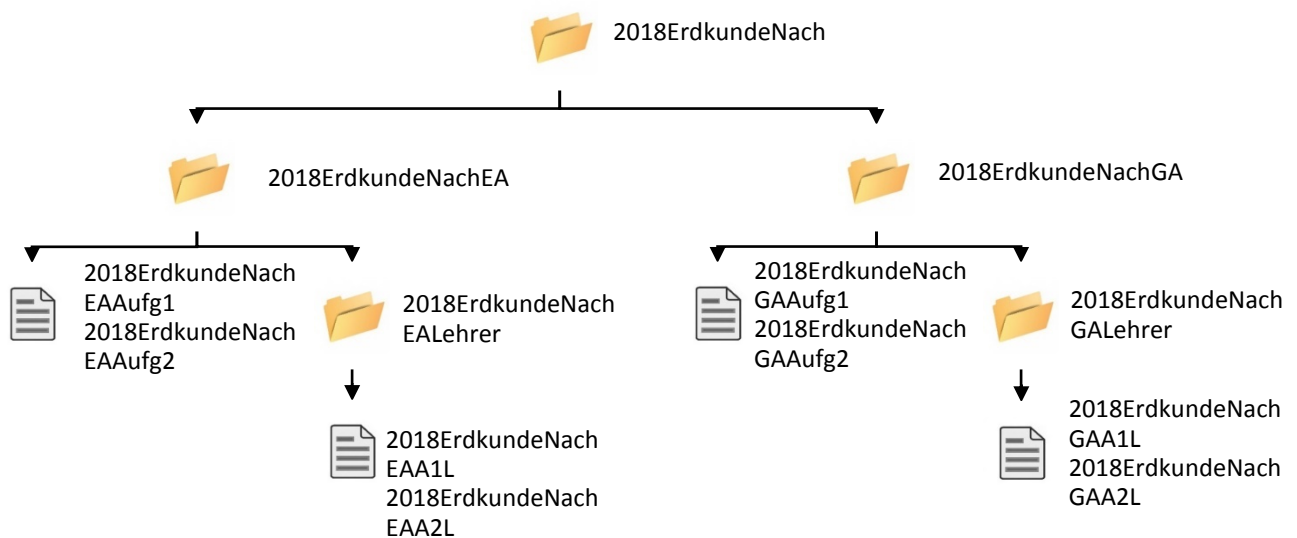 2018ErdkundeNach
2018ErdkundeNachEA
2018ErdkundeNachGA
2018ErdkundeNach
EAAufg1
2018ErdkundeNach
EAAufg2
2018ErdkundeNach
EALehrer
2018ErdkundeNach
GAAufg1
2018ErdkundeNach
GAAufg2
2018ErdkundeNach
GALehrer
2018ErdkundeNach
EAA1L
2018ErdkundeNach
EAA2L
2018ErdkundeNach
GAA1L
2018ErdkundeNach
GAA2L